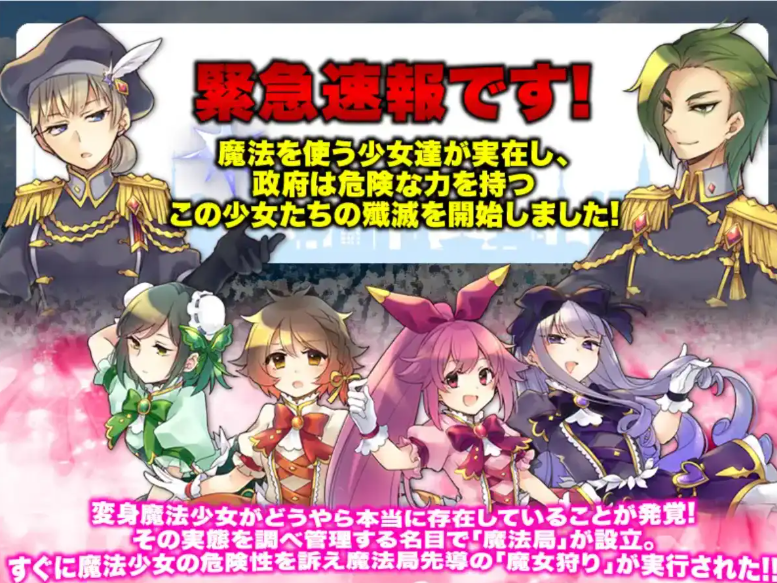 緊急速報です!
魔法を使う少女達が実在し、
政府は危険な力を持つ
この少女たちの殲滅を開始しました!
変身魔法少女がどうやら本当に存在していることが発覚!
その実態を調べ管理する名目で「魔法局」が設立。
すぐに魔法少女の危険性を訴え魔法局先導の「魔女狩り」が実行された!!